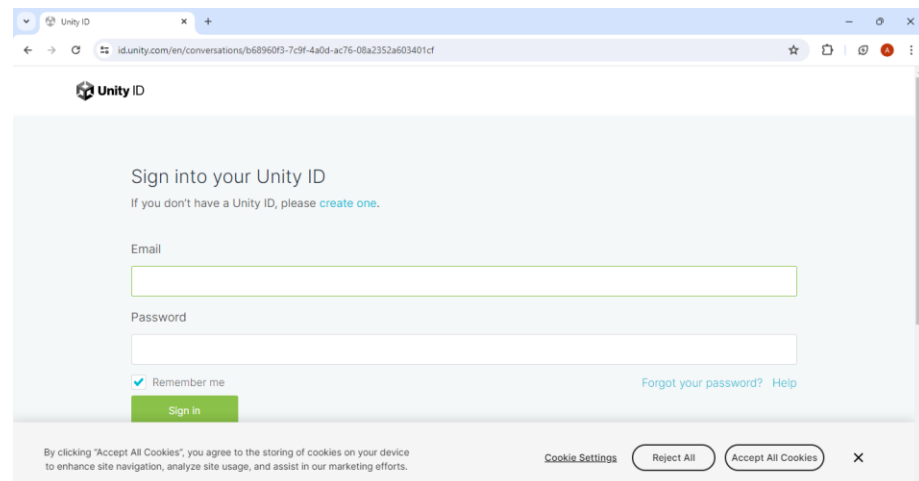 Unity ID
id.unity.com/en/conversations/b68960f3-7c9f-4a0d-ac76-08a2352a603401cf
A
Unity ID
Sign into your Unity ID
If you don't have a Unity ID, please create one.
Email
Password
Remember me
Forgot your password? Help
Sign in
By clicking "Accept All Cookies", you agree to the storing of cookies on your device
to enhance site navigation, analyze site usage, and assist in our marketing efforts.
Cookie Settings
Reject All
Accept All Cookies